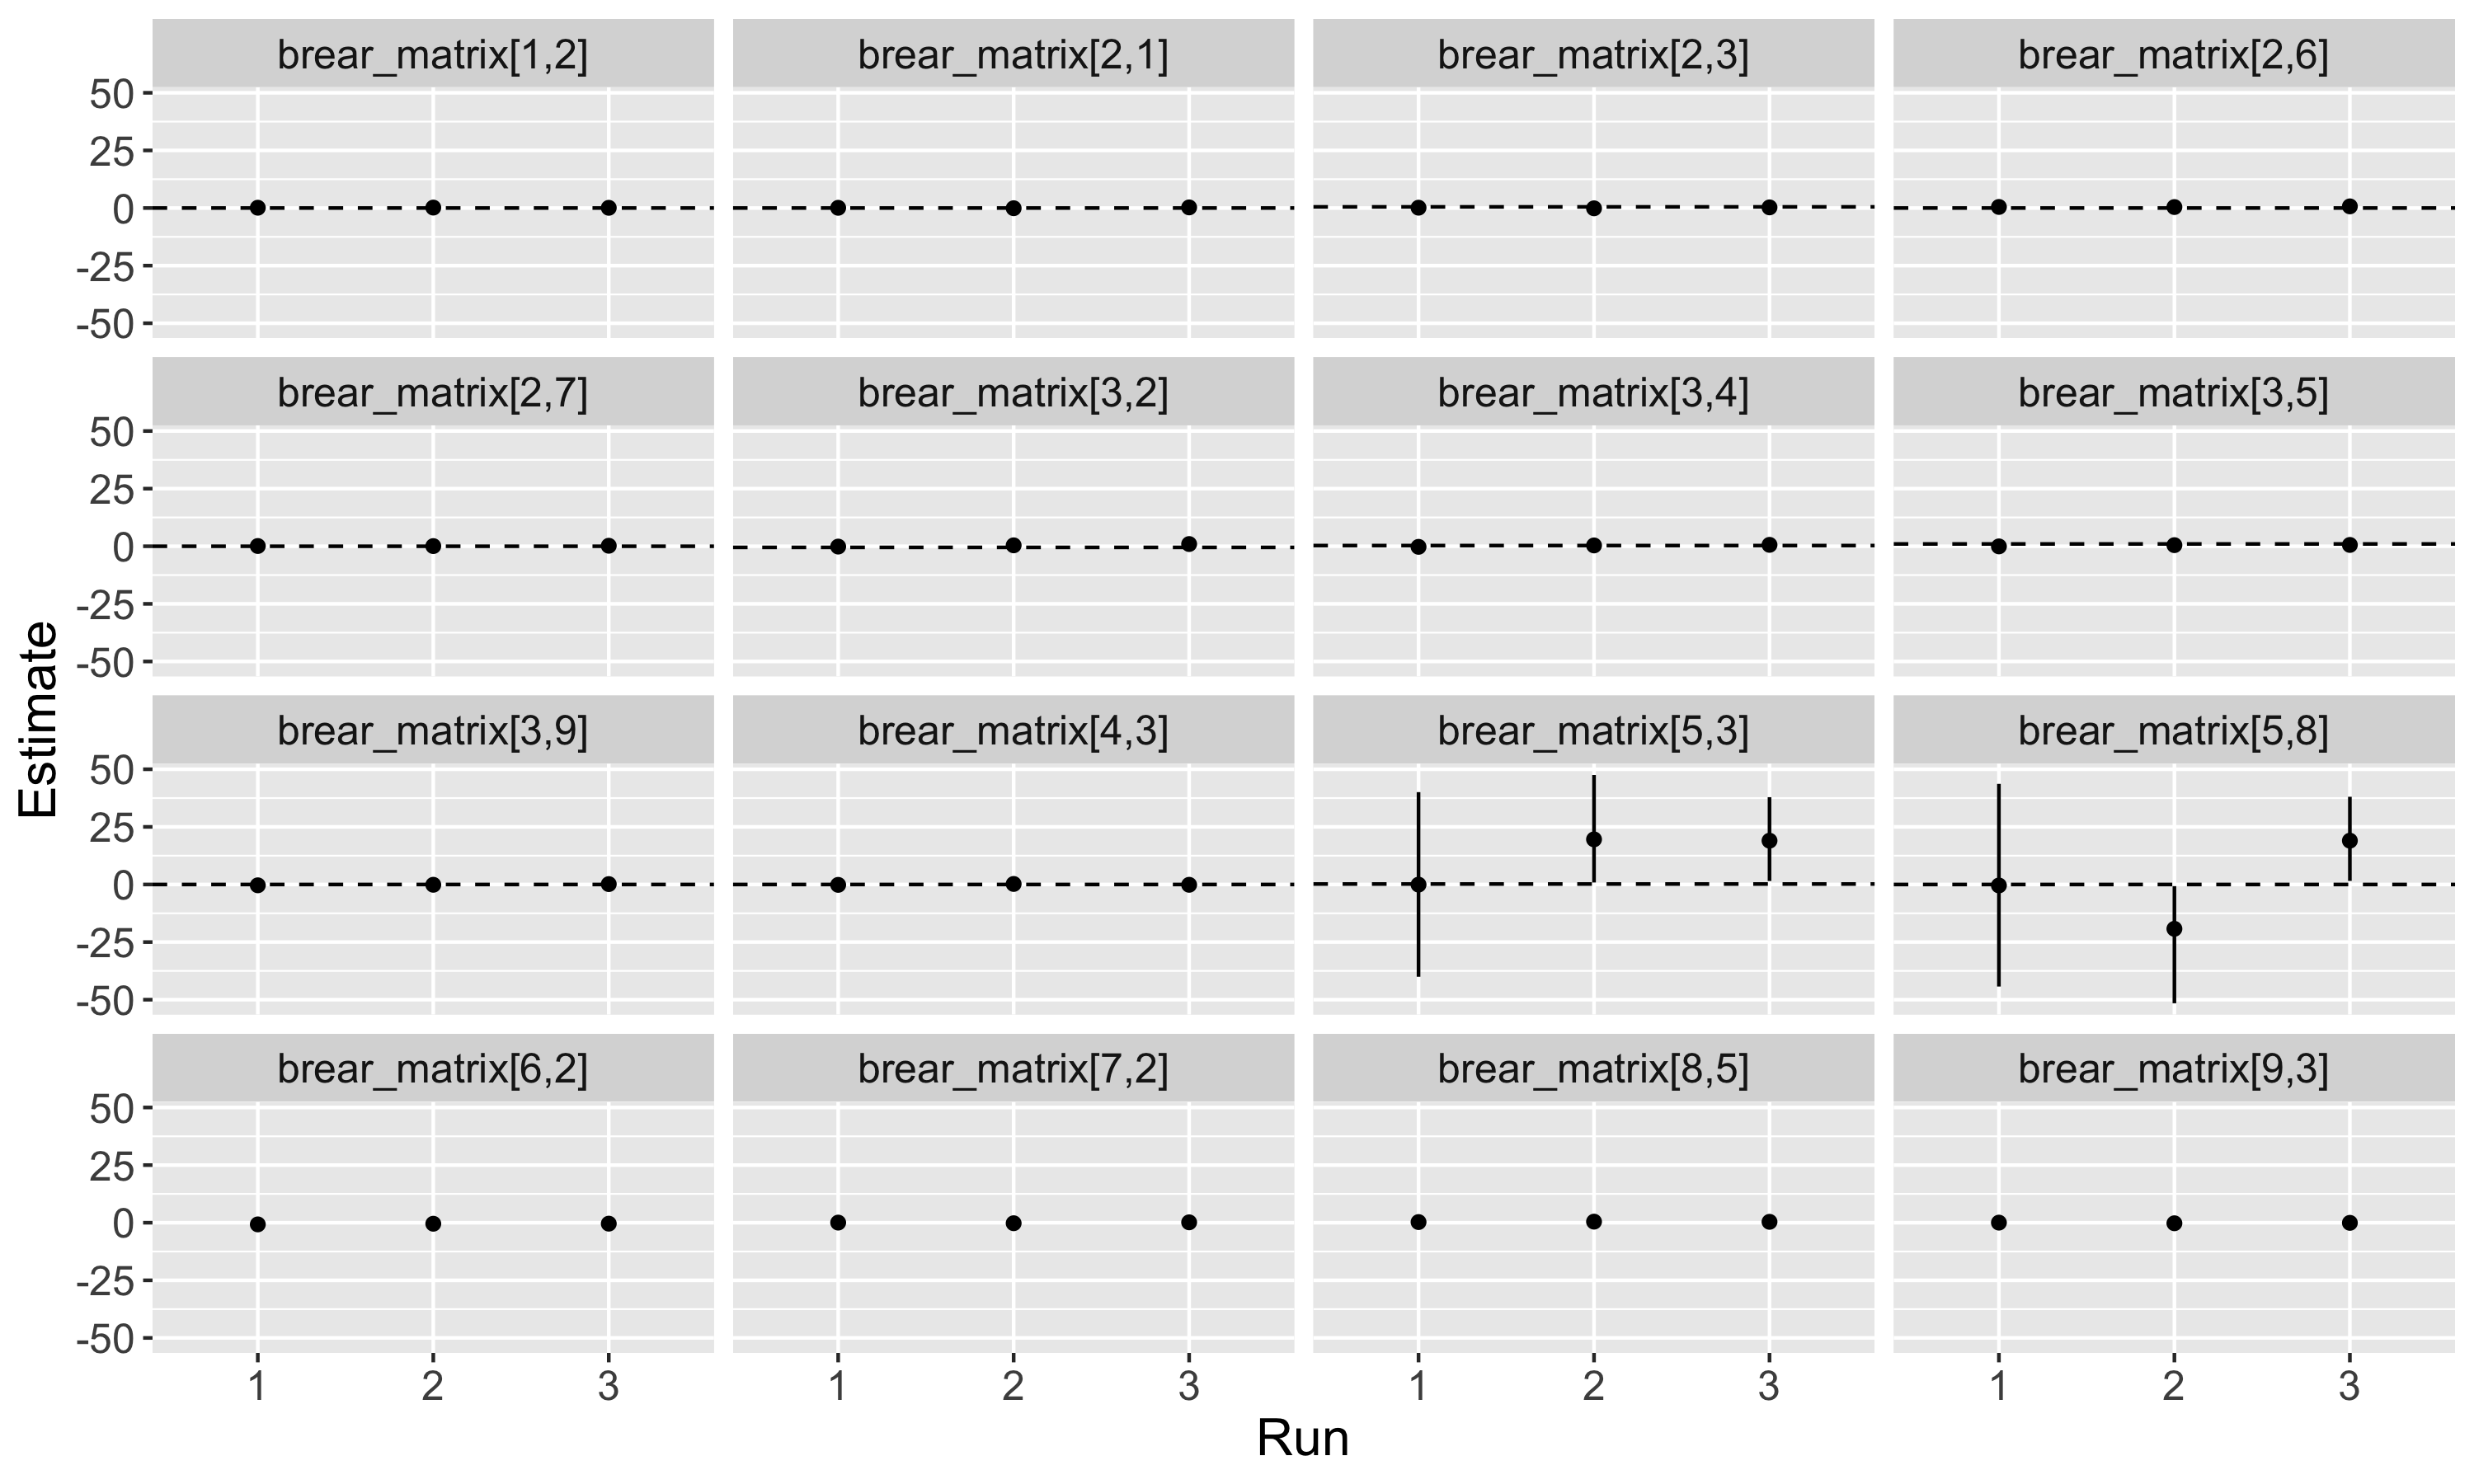 brear_matrix[1,2] brear_matrix[2,1] brear_matrix[2,3] brear_matrix[2,6]
50
25
0
-25
-50
brear_matrix[2,7] brear_matrix[3,2] brear_matrix[3,4] brear_matrix[3,5]
50
25
0
-25
-50
brear_matrix[3,9] brear_matrix[4,3] brear_matrix[5,3] brear_matrix[5,8]
50
25
0
-25
-50
brear_matrix[6,2] brear_matrix[7,2] brear_matrix[8,5] brear_matrix[9,3]
50
25
0
-25
-50
1 2 3 1 2 3 1 2 3 1 2 3
Run
Estimate